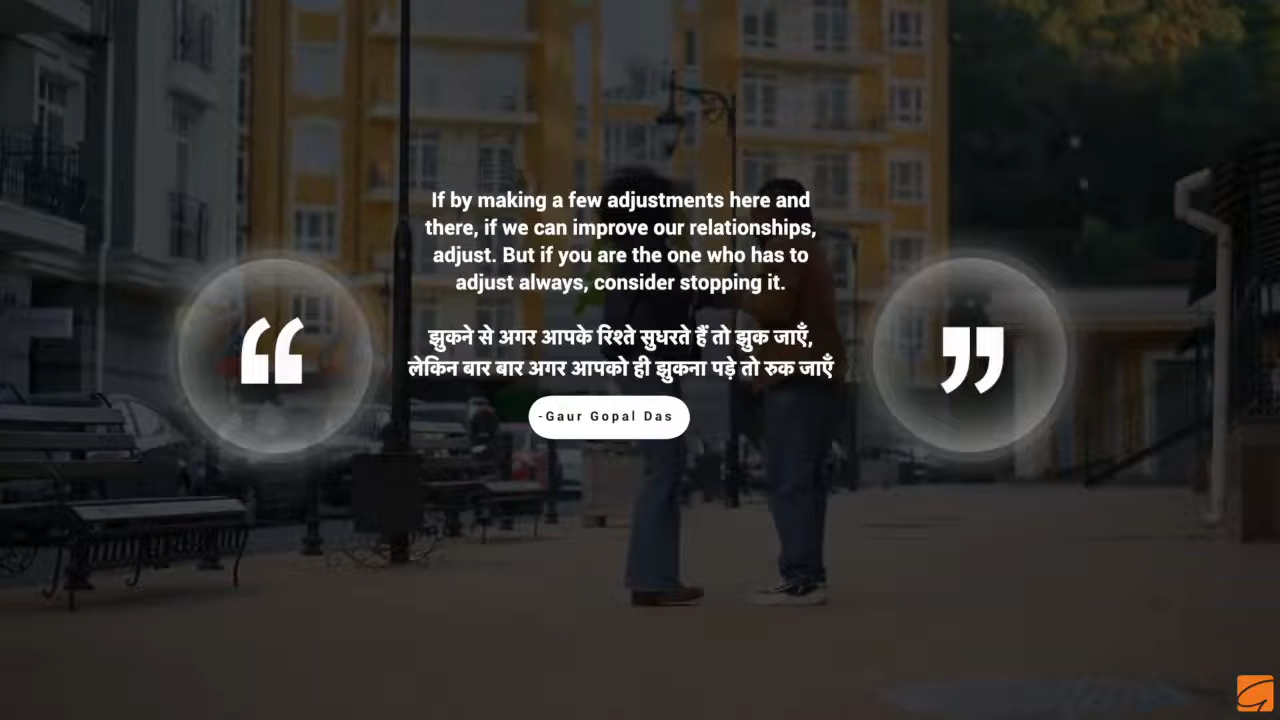 If by making a few adjustments here and
there, if we can improve our relationships,
adjust. But if you are the one who has to
adjust always, consider stopping it.
झुकने से अगर आपके रिश्ते सुधरते हैं तो झुक जाएँ,
लेकिन बार बार अगर आपको ही झुकना पड़े तो रुक जाएँ
-Gaur Gopal Das